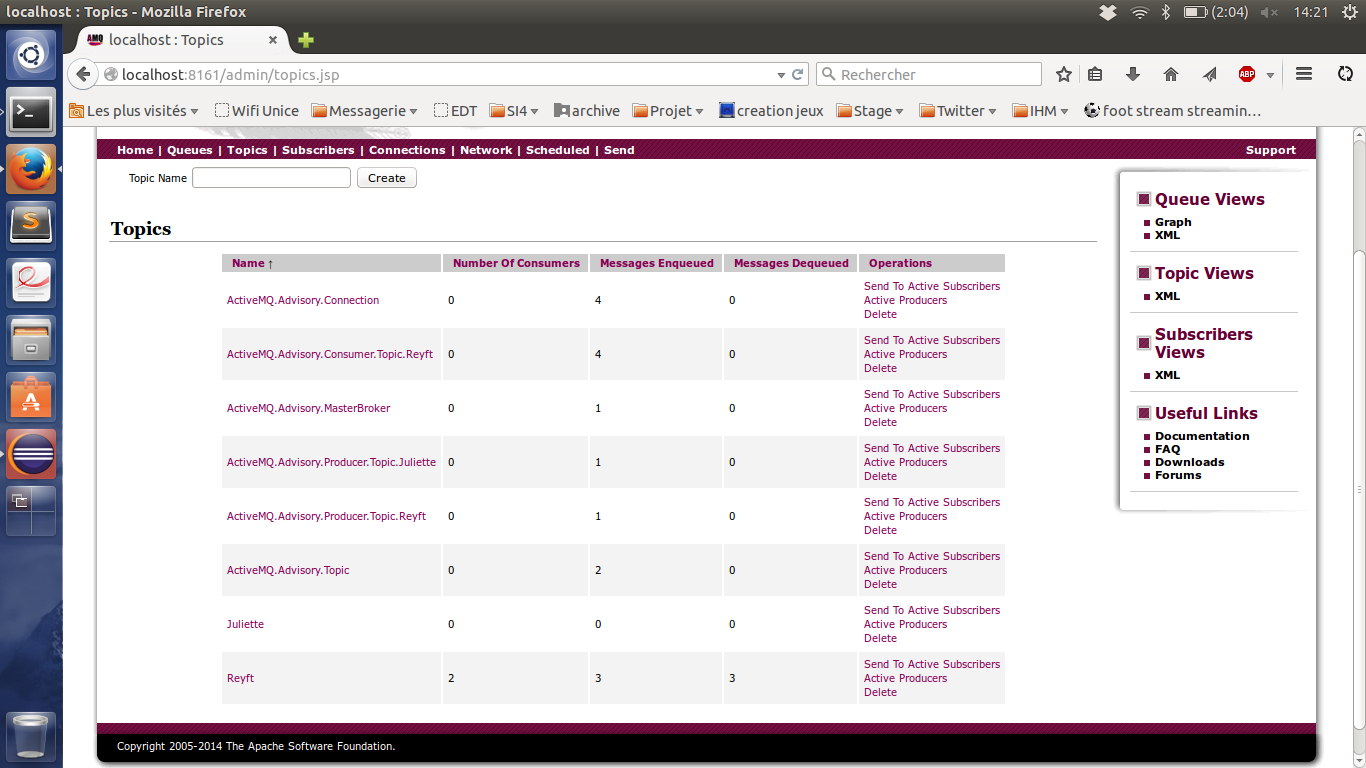 localhost : Topics - Mozilla Firefox
(2:04)
14:21
AMQ localhost : Topics
localhost:8161/admin/topics.jsp
Rechercher
ABP
Les plus visités
Wifi Unice
Messagerie
EDT
SI4
archive
Projet
creation jeux
Stage
Twitter
IHM
foot stream streamin…
Home | Queues | Topics | Subscribers | Connections | Network | Scheduled | Send
Support
Topic Name
Create
Topics
Name ↑ Number Of Consumers Messages Enqueued Messages Dequeued Operations
ActiveMQ.Advisory.Connection 0 4 0 Send To Active Subscribers
Active Producers
Delete
ActiveMQ.Advisory.Consumer.Topic.Reyft 0 4 0 Send To Active Subscribers
Active Producers
Delete
ActiveMQ.Advisory.MasterBroker 0 1 0 Send To Active Subscribers
Active Producers
Delete
ActiveMQ.Advisory.Producer.Topic.Juliette 0 1 0 Send To Active Subscribers
Active Producers
Delete
ActiveMQ.Advisory.Producer.Topic.Reyft 0 1 0 Send To Active Subscribers
Active Producers
Delete
ActiveMQ.Advisory.Topic 0 2 0 Send To Active Subscribers
Active Producers
Delete
Juliette 0 0 0 Send To Active Subscribers
Active Producers
Delete
Reyft 2 3 3 Send To Active Subscribers
Active Producers
Delete
Queue Views
Graph
XML
Topic Views
XML
Subscribers
Views
XML
Useful Links
Documentation
FAQ
Downloads
Forums
Copyright 2005-2014 The Apache Software Foundation.